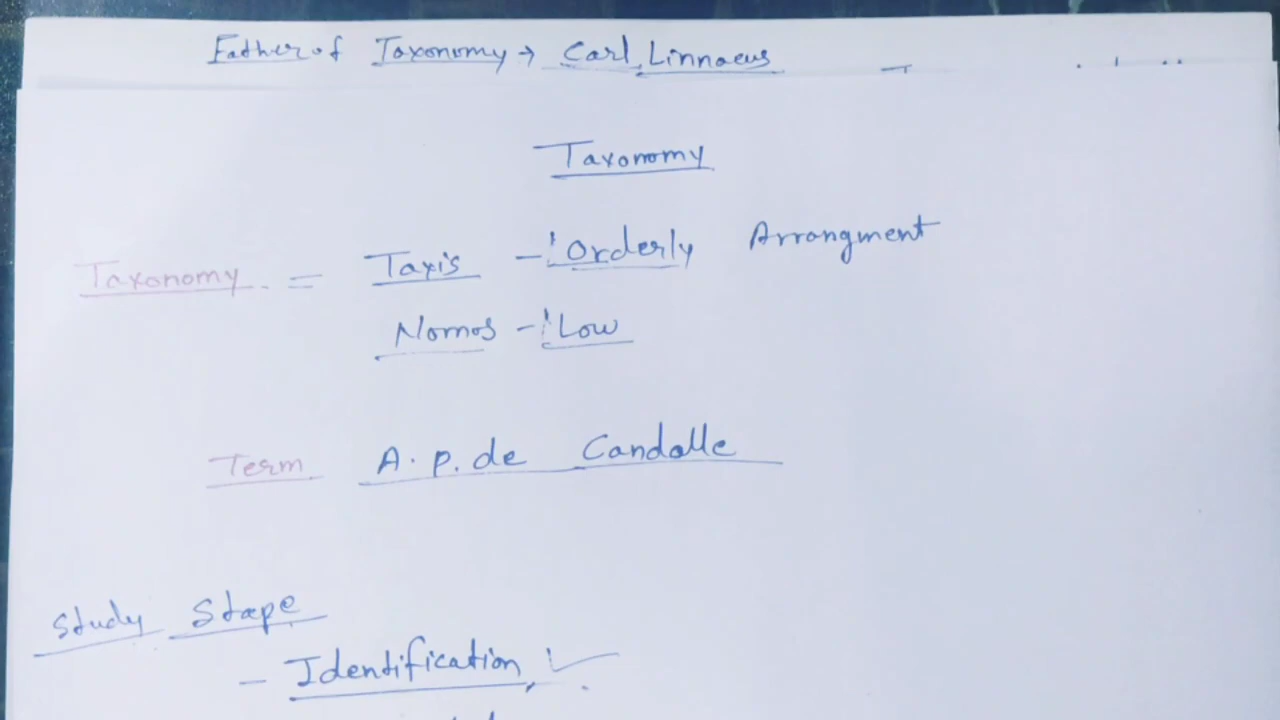 Father of Taxonomy → Carl Linnaeus
Taxonomy
Taxonomy = Taxis - 'Orderly Arrangment
Nomos - 'Low
Term A. p. de Candolle
Study Stape
- Identification, ✓